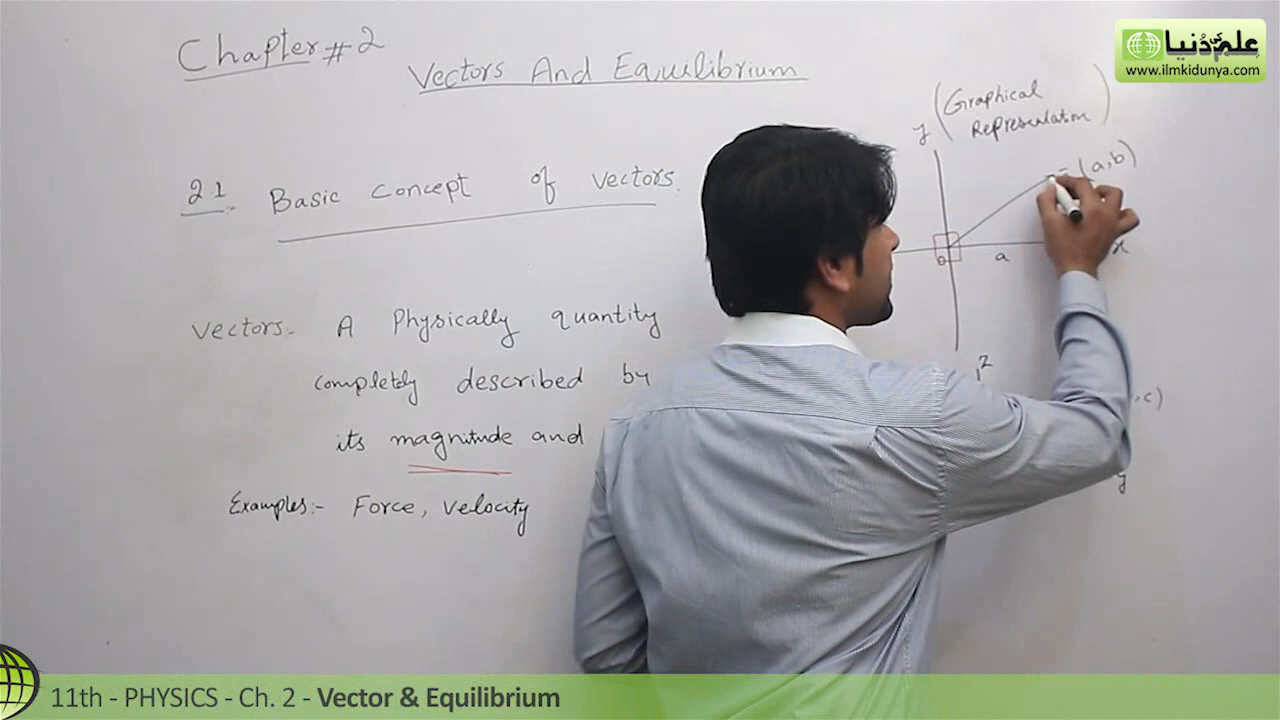 Chapter # 2
Vectors And Equilibrium
2.1 Basic concept of vectors.
Vectors:- A Physically quantity
completely described by
its magnitude and
Examples:- Force, velocity
(Graphical
Representation)
y
(a,b)
o
a
x
z
,c)
y
علم کی دُنیا
www.ilmkidunya.com
11th - PHYSICS - Ch. 2 - Vector & Equilibrium